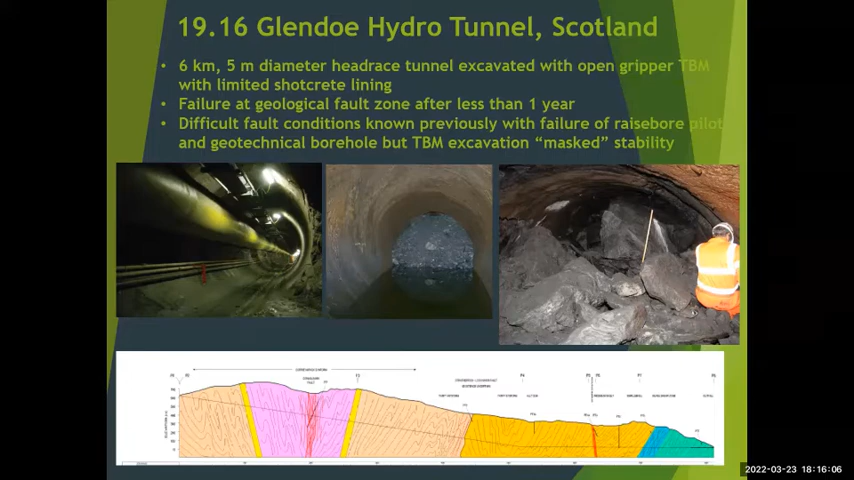 19.16 Glendoe Hydro Tunnel, Scotland
• 6 km, 5 m diameter headrace tunnel excavated with open gripper TBM
with limited shotcrete lining
• Failure at geological fault zone after less than 1 year
• Difficult fault conditions known previously with failure of raisebore pilot
and geotechnical borehole but TBM excavation “masked” stability
2022-03-23 18:16:06